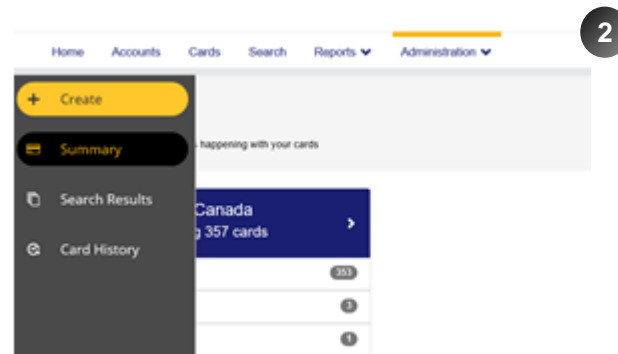 2
Home Accounts Cards Search Reports Administration
Create
Summary
happening with your cards
Search Results
Canada
357 cards
Card History
353
3
1